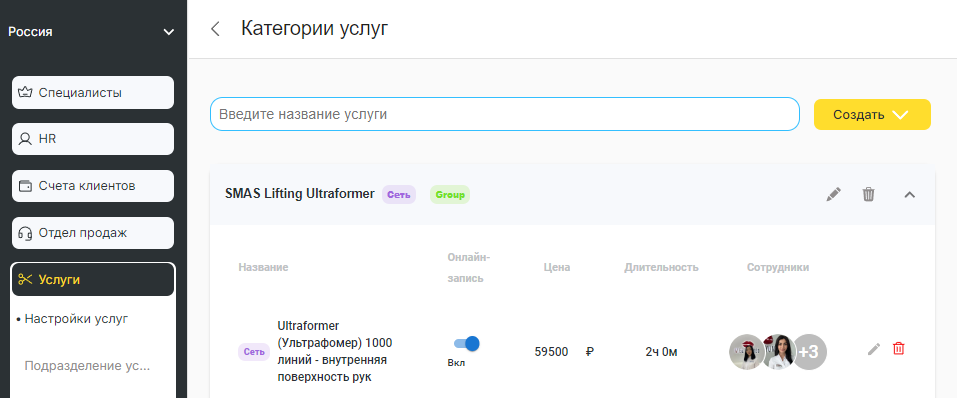 Россия
Категории услуг
Специалисты
HR
Счета клиентов
Отдел продаж
Услуги
• Настройки услуг
Подразделение ус...
Введите название услуги
Создать
SMAS Lifting Ultraformer Сеть Group
Название
Онлайн-
запись
Цена
Длительность
Сотрудники
Сеть
Ultraformer
(Ультрафомер) 1000
линий - внутренняя
поверхность рук
Вкл
59500 ₽
2ч 0м
+3